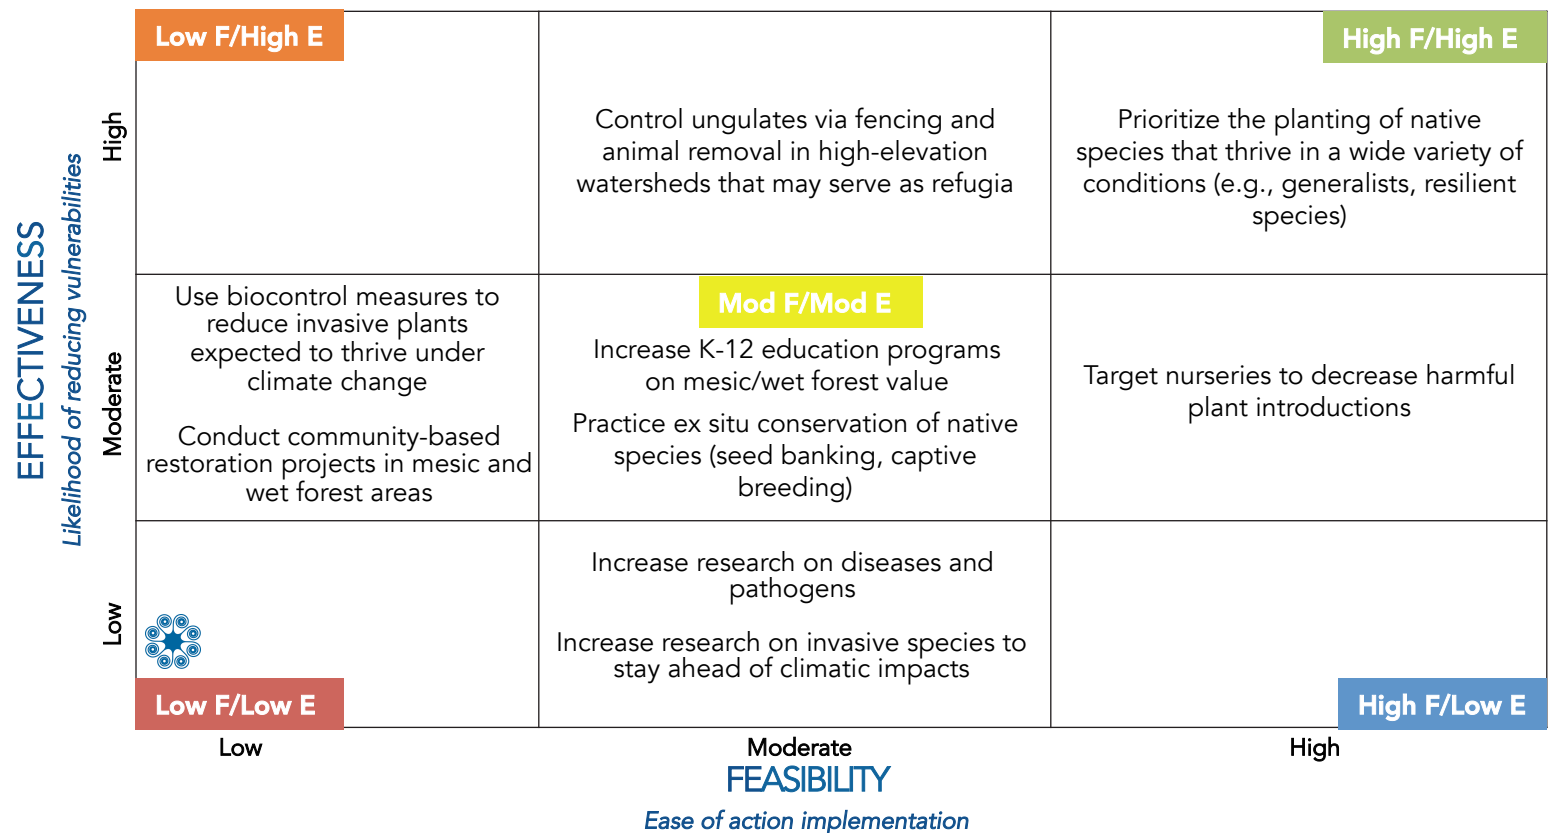 Low F/High E
High F/High E
Control ungulates via fencing and
animal removal in high-elevation
watersheds that may serve as refugia
Prioritize the planting of native
species that thrive in a wide variety of
conditions (e.g., generalists, resilient
species)
High
EFFECTIVENESS
Likelihood of reducing vulnerabilities
Moderate
Use biocontrol measures to
reduce invasive plants
expected to thrive under
climate change
Conduct community-based
restoration projects in mesic and
wet forest areas
Mod F/Mod E
Increase K-12 education programs
on mesic/wet forest value
Practice ex situ conservation of native
species (seed banking, captive
breeding)
Target nurseries to decrease harmful
plant introductions
Low
Increase research on diseases and
pathogens
Increase research on invasive species to
stay ahead of climatic impacts
Low F/Low E
High F/Low E
Low
Moderate
High
FEASIBILITY
Ease of action implementation